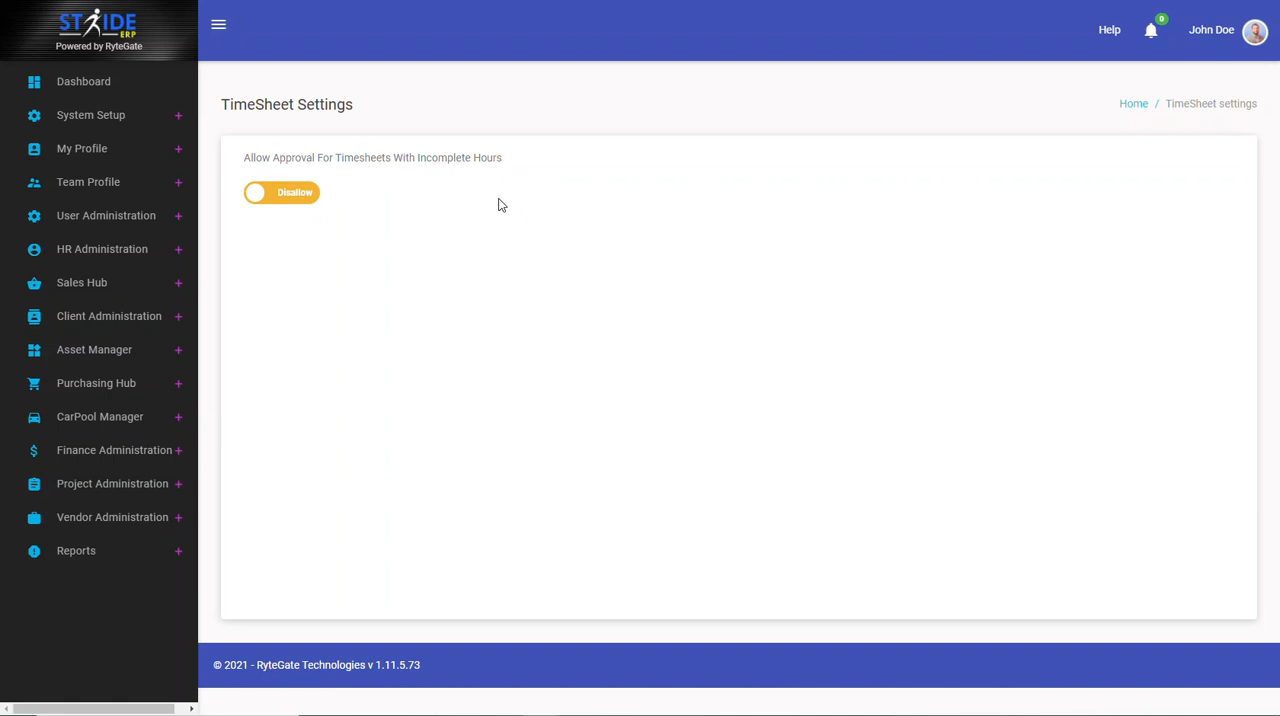 STRIDE
ERP
Powered by RyteGate
Help
0
John Doe
Dashboard
System Setup +
My Profile +
Team Profile +
User Administration +
HR Administration +
Sales Hub +
Client Administration +
Asset Manager +
Purchasing Hub +
CarPool Manager +
Finance Administration +
Project Administration +
Vendor Administration +
Reports +
TimeSheet Settings
Home / TimeSheet settings
Allow Approval For Timesheets With Incomplete Hours
Disallow
© 2021 - RyteGate Technologies v 1.11.5.73